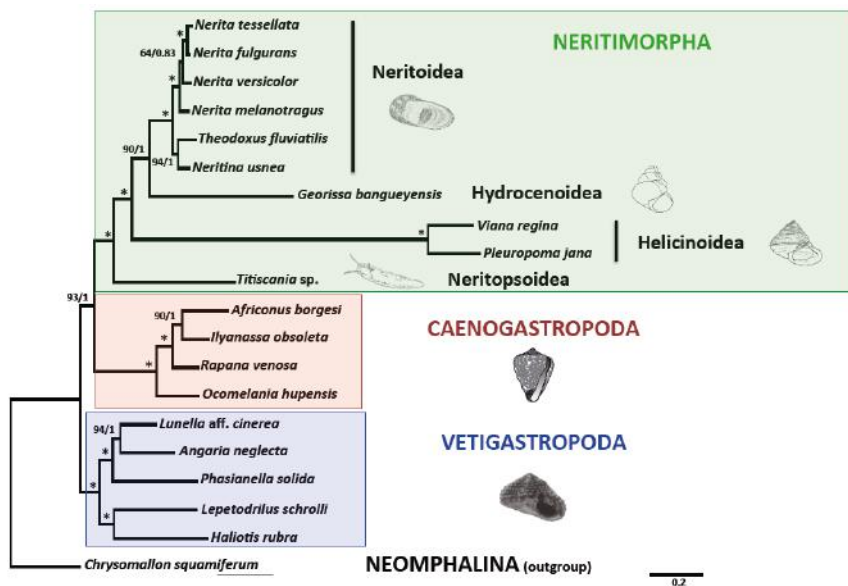 Nerita tessellata
NERITIMORPHA
*
64/0.83
Nerita fulgurans
Neritoidea
*
Nerita versicolor
*
Nerita melanotragus
Theodoxus fluviatilis
90/1
94/1
Neritina usnea
*
Georissa bangueyensis
Hydrocenoidea
Viana regina
*
*
Helicinoidea
Pleuropoma jana
Titiscania sp.
Neritopsoidea
93/1
Africonus borgesi
90/1
CAENOGASTROPODA
Ilyanassa obsoleta
*
Rapana venosa
*
Ocomelania hupensis
Lunella aff. cinerea
94/1
VETIGASTROPODA
Angaria neglecta
*
Phasianella solida
*
Lepetodrilus schrolli
*
Haliotis rubra
Chrysomallon squamiferum
NEOMPHALINA (outgroup)
0.2